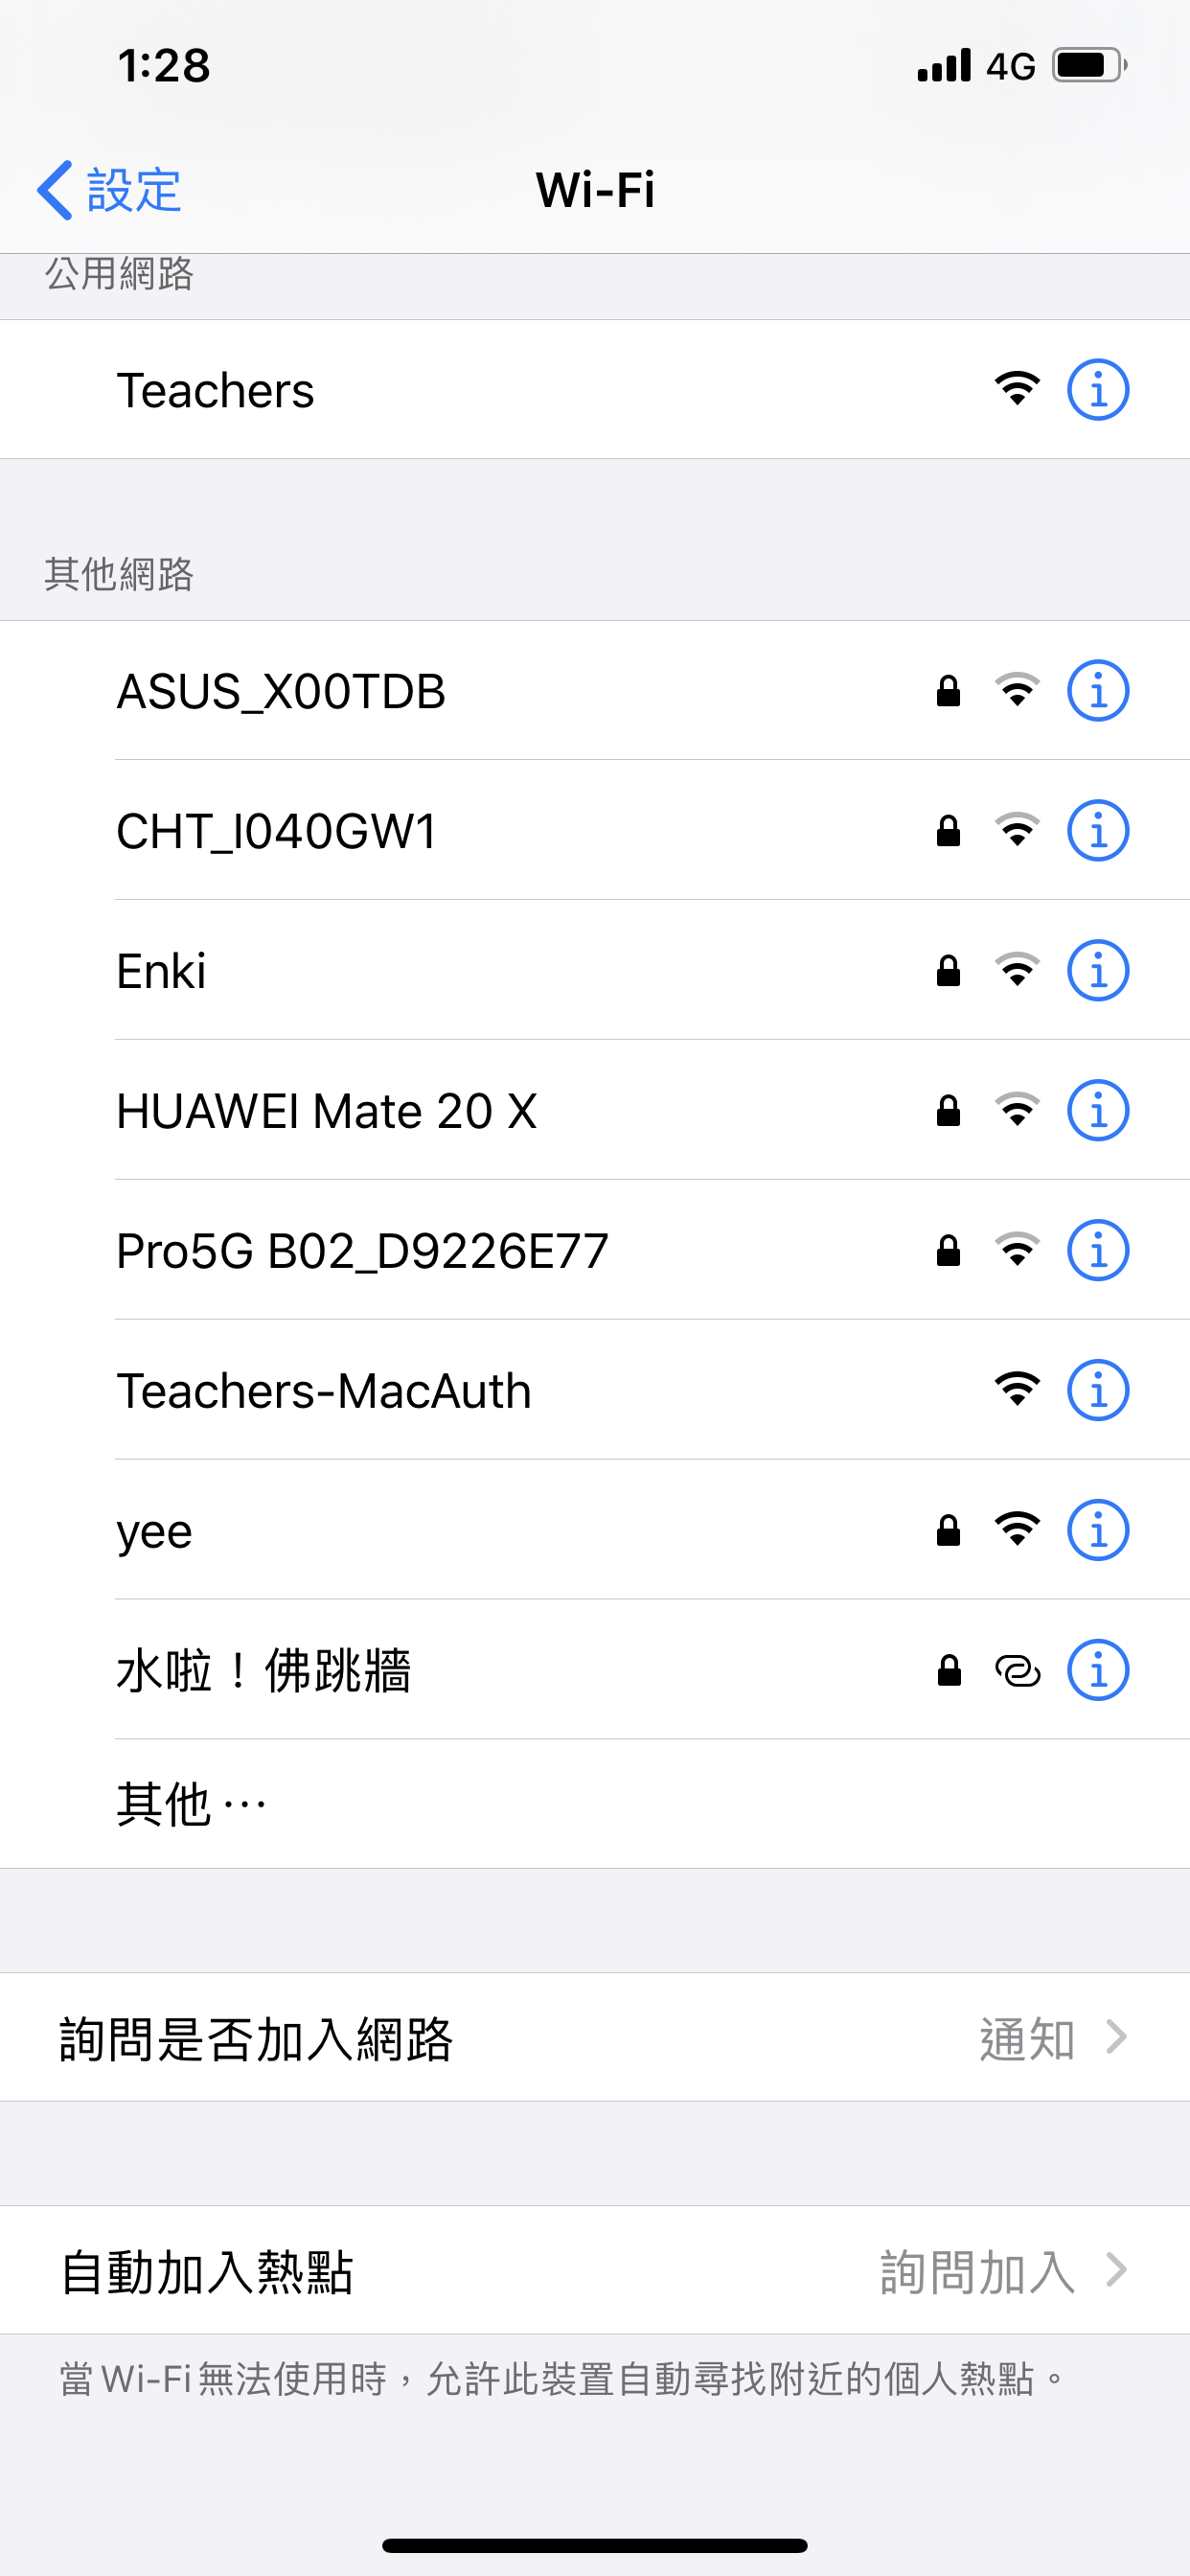 1:28 4G
設定 Wi-Fi
公用網路
Teachers
其他網路
ASUS_X00TDB
CHT_I040GW1
Enki
HUAWEI Mate 20 X
Pro5G B02_D9226E77
Teachers-MacAuth
yee
水啦！佛跳牆
其他⋯
詢問是否加入網路 通知
自動加入熱點 詢問加入
當 Wi-Fi 無法使用時，允許此裝置自動尋找附近的個人熱點。